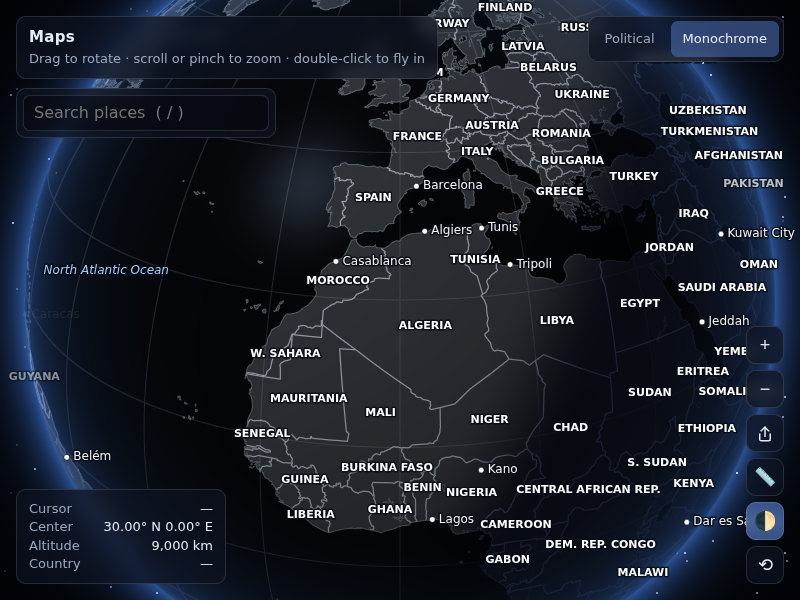 Maps
Drag to rotate · scroll or pinch to zoom · double-click to fly in
Political
Monochrome
Search places ( / )
FINLAND
RWAY
RUSS
LATVIA
BELARUS
M
GERMANY
UKRAINE
UZBEKISTAN
AUSTRIA
FRANCE
ROMANIA
TURKMENISTAN
ITALY
BULGARIA
AFGHANISTAN
TURKEY
PAKISTAN
Barcelona
SPAIN
GREECE
IRAQ
Algiers
Tunis
Kuwait City
JORDAN
Casablanca
TUNISIA
Tripoli
OMAN
North Atlantic Ocean
MOROCCO
SAUDI ARABIA
EGYPT
Caracas
ALGERIA
LIBYA
Jeddah
W. SAHARA
YEME
GUYANA
ERITREA
MAURITANIA
MALI
NIGER
SUDAN
SOMALI
CHAD
ETHIOPIA
SENEGAL
Belém
BURKINA FASO
Kano
S. SUDAN
GUINEA
BENIN
NIGERIA
CENTRAL AFRICAN REP.
KENYA
LIBERIA
GHANA
Lagos
CAMEROON
Dar es Sa
DEM. REP. CONGO
GABON
MALAWI
+
−
Cursor —
Center 30.00° N 0.00° E
Altitude 9,000 km
Country —